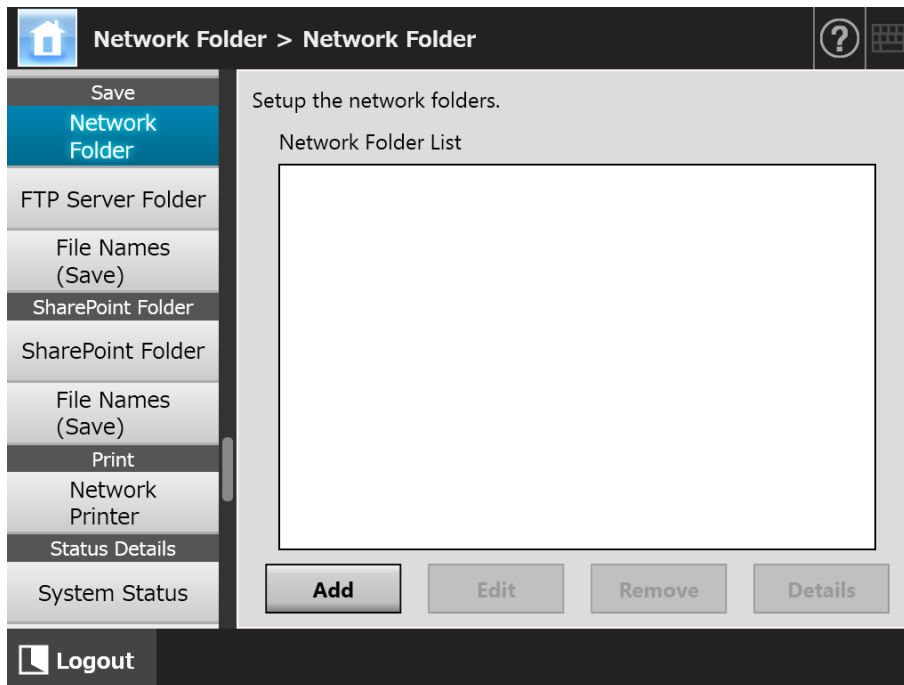 Network Folder > Network Folder
?
Save
Network
Folder
FTP Server Folder
File Names
(Save)
SharePoint Folder
SharePoint Folder
File Names
(Save)
Print
Network
Printer
Status Details
System Status
Setup the network folders.
Network Folder List
Add
Edit
Remove
Details
Logout